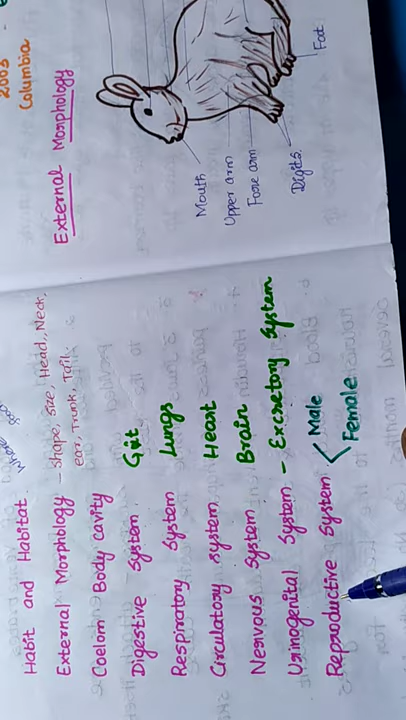 Habit and Habitat
External Morphology - Shape, Size, Head, Neck,
ear, Trunk, Tail.
Coelom Body cavity
Digestive System Gut
Respiratory System Lungs
Circulatory system Heart
Nervous System Brain
Urinogenital System - Excretory System
Reproductive System < Male
Female
2003
Columbia
External Morphology
Mouth
Upper arm
Fore arm
Digits
Foot